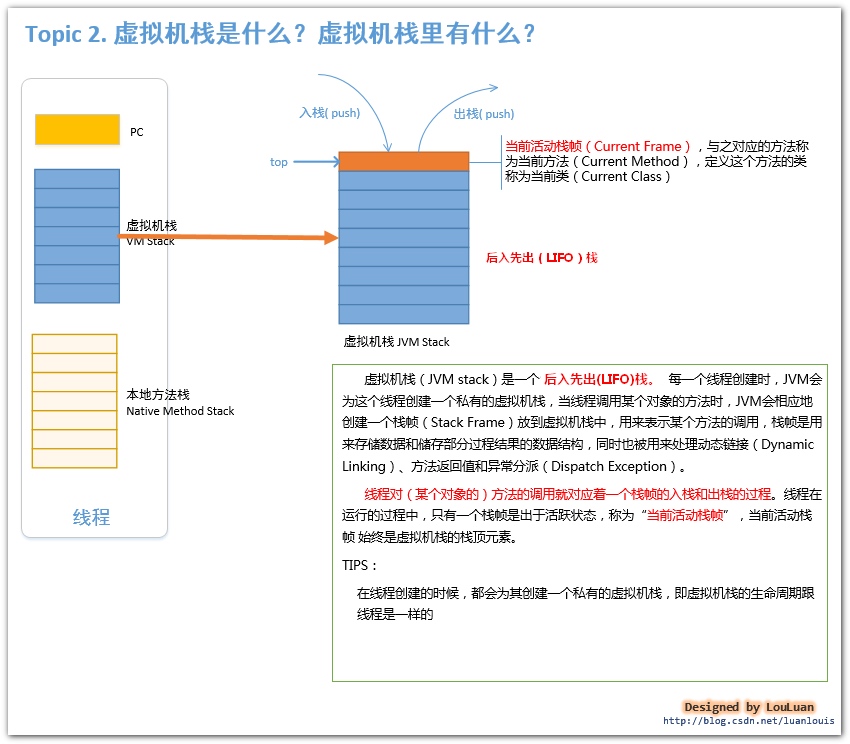 Topic 2. 虚拟机栈是什么？虚拟机栈里有什么？
入栈( push)
出栈( push)
PC
top
当前活动栈帧（Current Frame），与之对应的方法称
为当前方法（Current Method），定义这个方法的类
称为当前类（Current Class）
虚拟机栈
VM Stack
后入先出（ LIFO ）栈
虚拟机栈 JVM Stack
本地方法栈
Native Method Stack
线程
虚拟机栈（JVM stack）是一个 后入先出(LIFO)栈。 每一个线程创建时，JVM会
为这个线程创建一个私有的虚拟机栈，当线程调用某个对象的方法时，JVM会相应地
创建一个栈帧（Stack Frame）放到虚拟机栈中，用来表示某个方法的调用，栈帧是用
来存储数据和储存部分过程结果的数据结构，同时也被用来处理动态链接（Dynamic
Linking）、方法返回值和异常分派（Dispatch Exception）。
线程对（某个对象的）方法的调用就对应着一个栈帧的入栈和出栈的过程。线程在
运行的过程中，只有一个栈帧是出于活跃状态，称为“当前活动栈帧”，当前活动栈
帧 始终是虚拟机栈的栈顶元素。
TIPS：
在线程创建的时候，都会为其创建一个私有的虚拟机栈，即虚拟机栈的生命周期跟
线程是一样的
Designed by LouLuan
http://blog.csdn.net/luanlouis